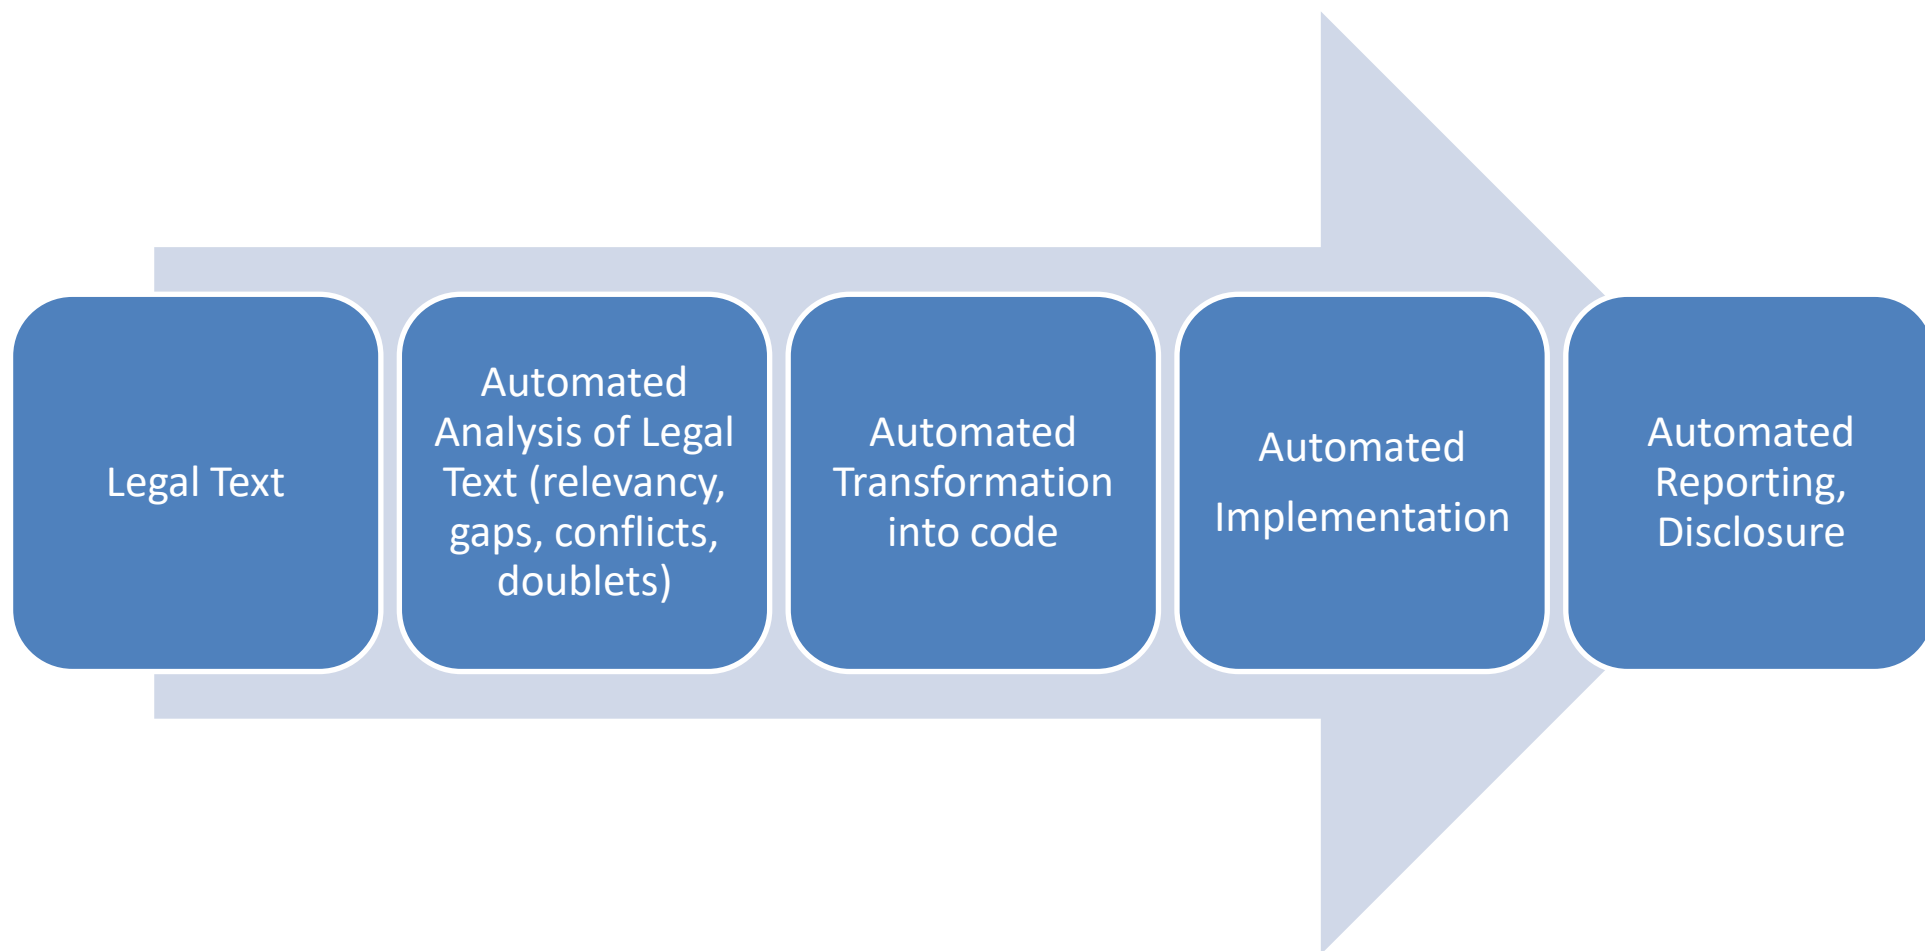 Legal Text
Automated
Analysis of Legal
Text (relevancy,
gaps, conflicts,
doublets)
Automated
Transformation
into code
Automated
Implementation
Automated
Reporting,
Disclosure